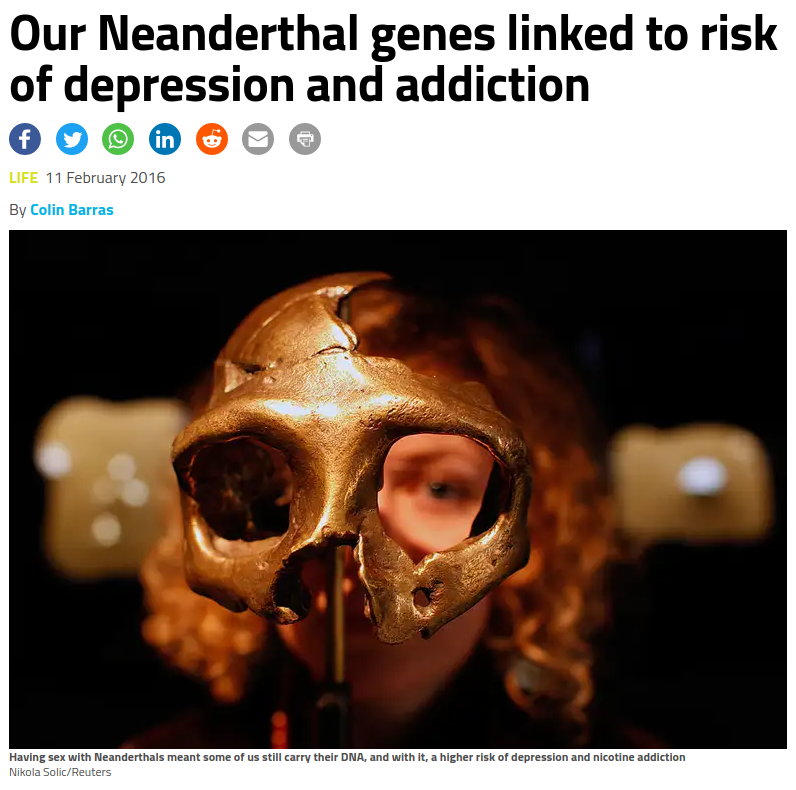 Our Neanderthal genes linked to risk
of depression and addiction
LIFE 11 February 2016
By Colin Barras
Having sex with Neanderthals meant some of us still carry their DNA, and with it, a higher risk of depression and nicotine addiction
Nikola Solic/Reuters